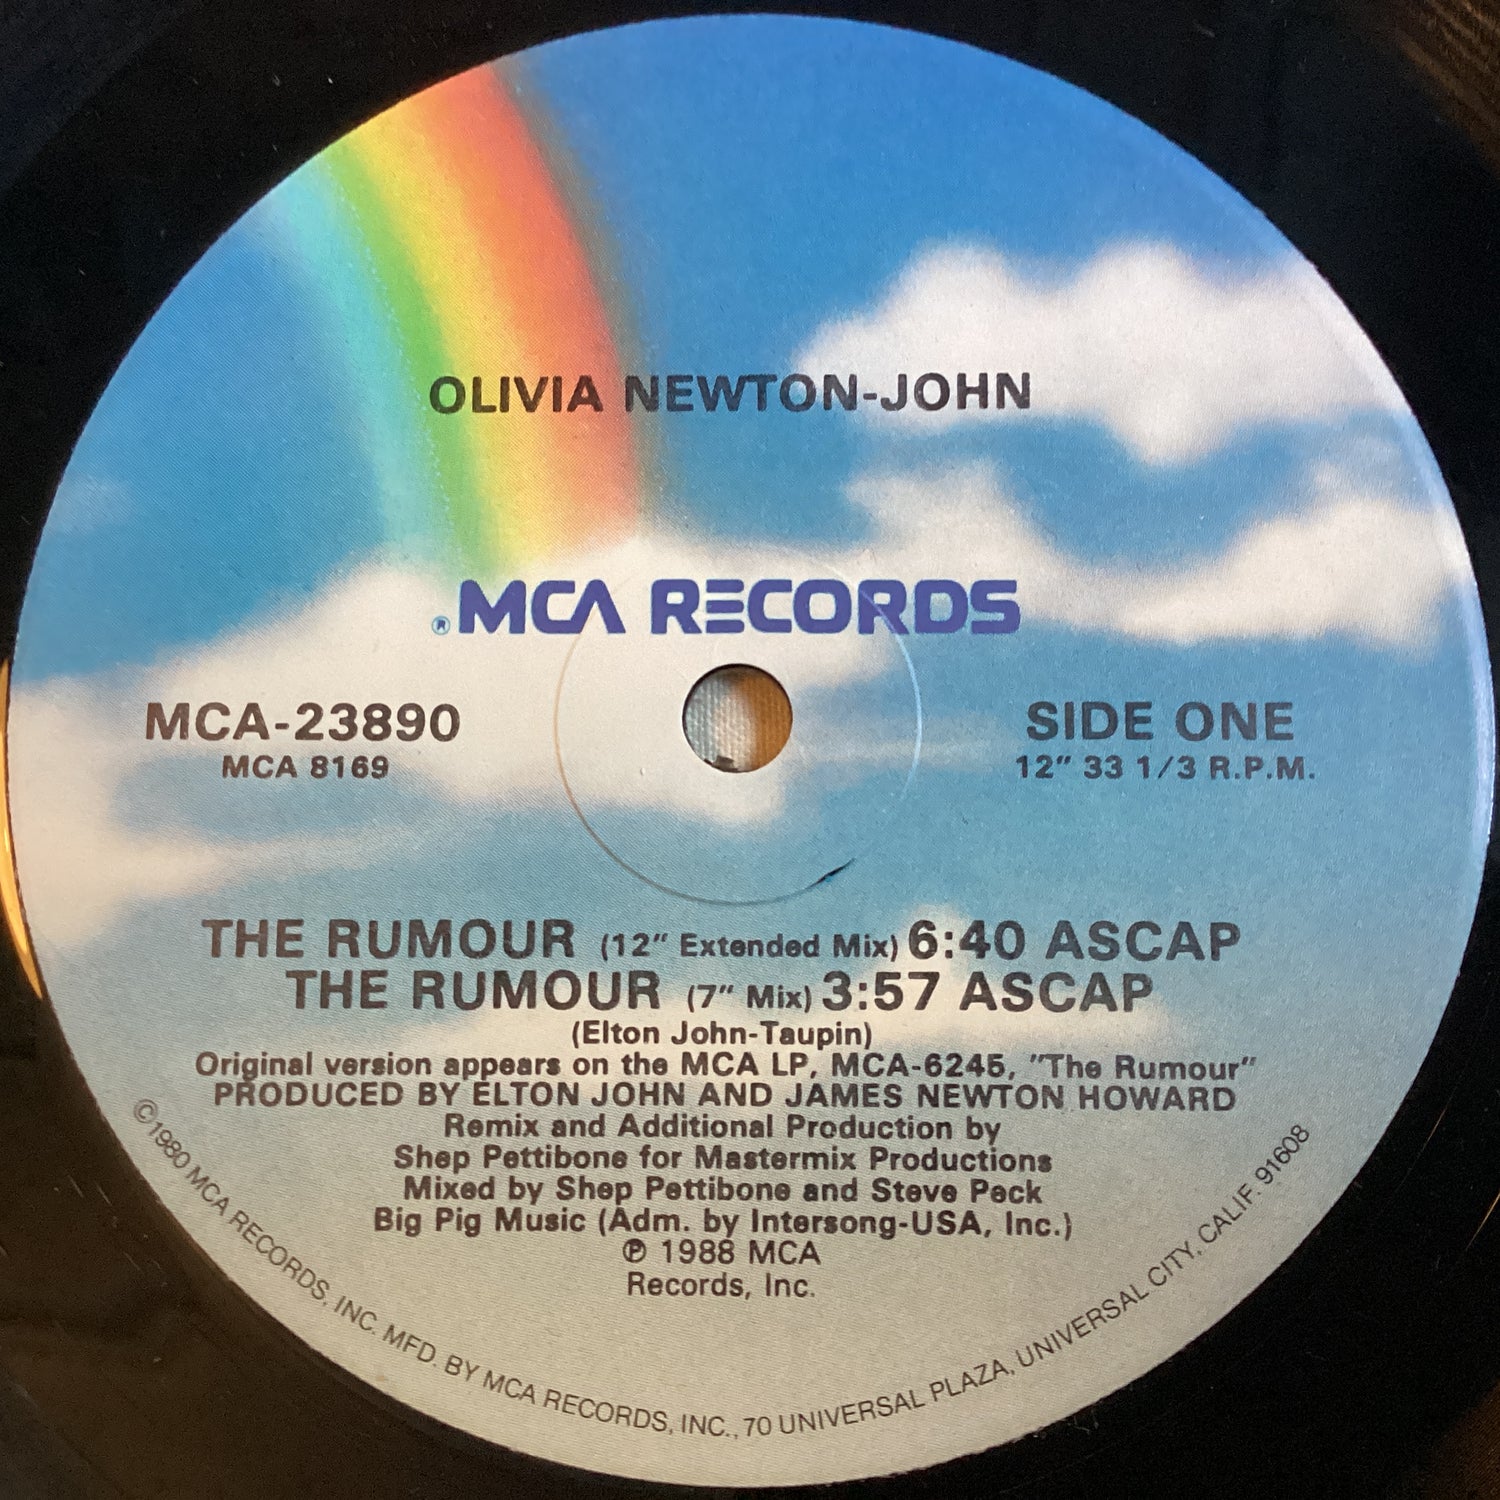 OLIVIA NEWTON-JOHN
® MCA RECORDS
MCA-23890
MCA 8169
SIDE ONE
12" 33 1/3 R.P.M.
THE RUMOUR (12" Extended Mix) 6:40 ASCAP
THE RUMOUR (7" Mix) 3:57 ASCAP
(Elton John-Taupin)
Original version appears on the MCA LP, MCA-6245, "The Rumour"
PRODUCED BY ELTON JOHN AND JAMES NEWTON HOWARD
Remix and Additional Production by
Shep Pettibone for Mastermix Productions
Mixed by Shep Pettibone and Steve Peck
Big Pig Music (Adm. by Intersong-USA, Inc.)
℗ 1988 MCA
Records, Inc.
©1980 MCA RECORDS, INC. MFD. BY MCA RECORDS, INC., 70 UNIVERSAL PLAZA, UNIVERSAL CITY, CALIF. 91608